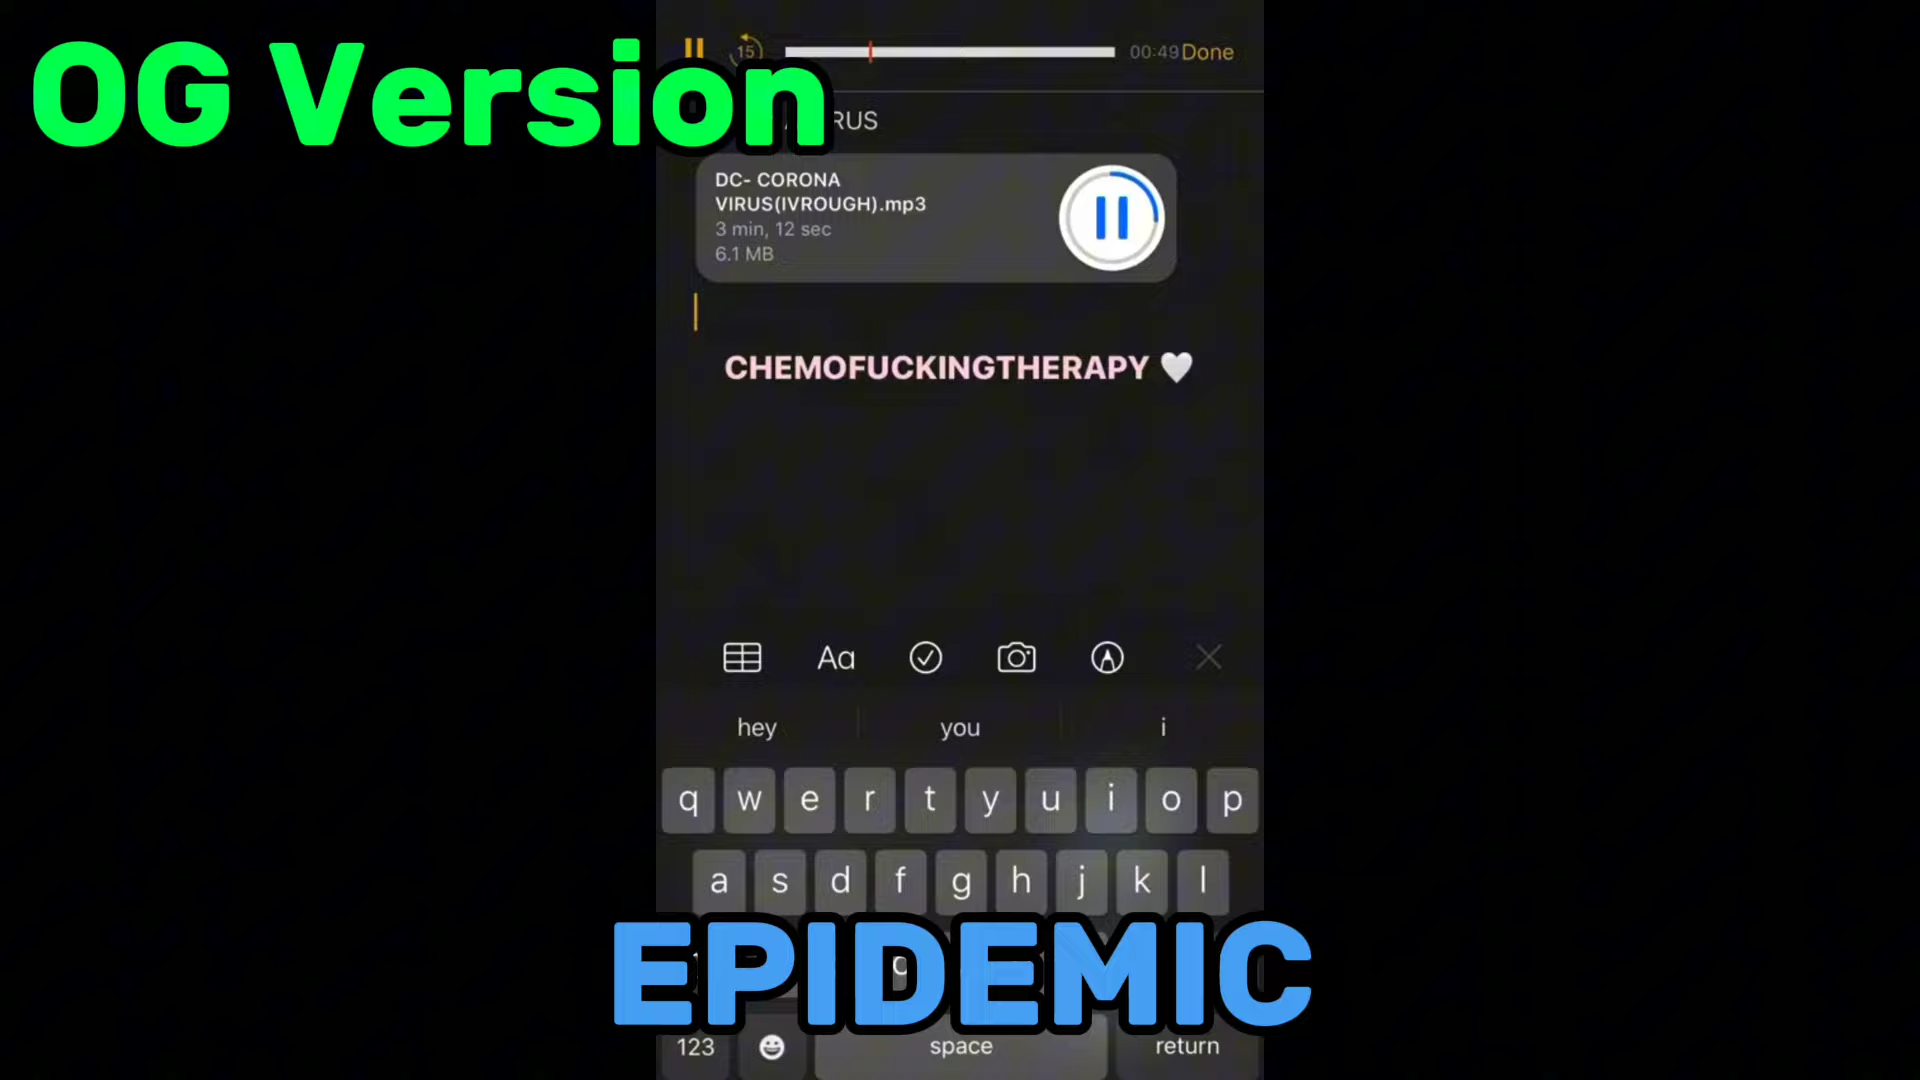 OG Version
15
00:49 Done
RUS
DC- CORONA
VIRUS(IVROUGH).mp3
3 min, 12 sec
6.1 MB
CHEMOFUCKINGTHERAPY 🤍
Aa
hey you i
q w e r t y u i o p
a s d f g h j k l
EPIDEMIC
123 space return